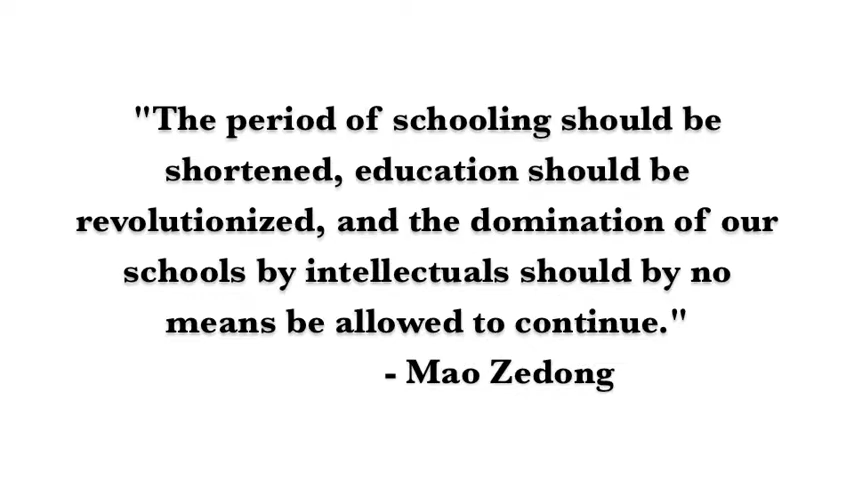 "The period of schooling should be
shortened, education should be
revolutionized, and the domination of our
schools by intellectuals should by no
means be allowed to continue."
- Mao Zedong